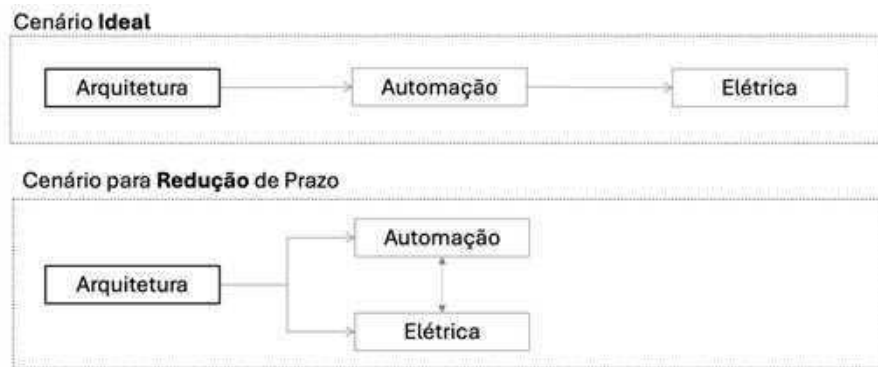 Cenário Ideal
Arquitetura Automação Elétrica
Cenário para Redução de Prazo
Automação
Arquitetura
Elétrica